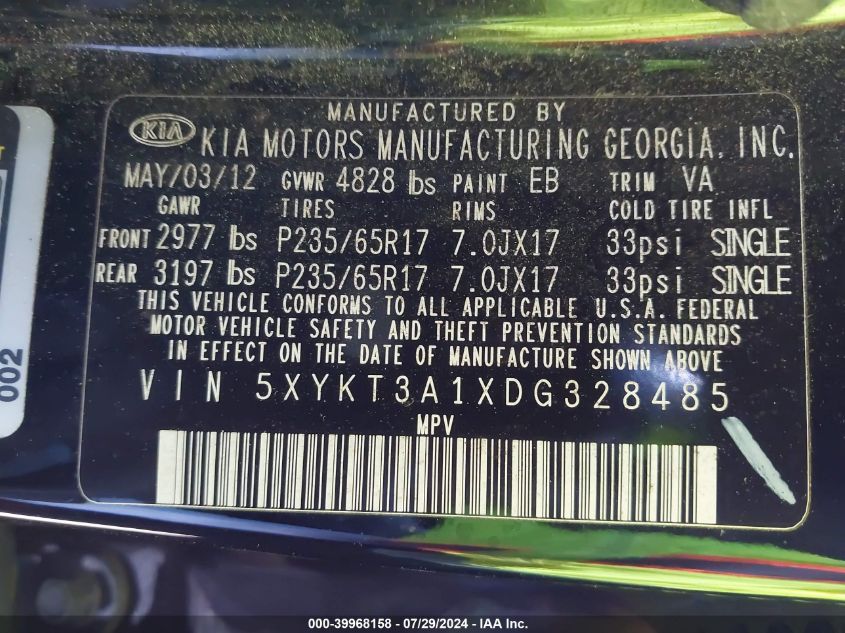 MANUFACTURED BY
KIA KIA MOTORS MANUFACTURING GEORGIA, INC.
MAY/03/12 GVWR 4828 lbs PAINT EB TRIM VA
GAWR TIRES RIMS COLD TIRE INFL
FRONT 2977 lbs P235/65R17 7.0JX17 33psi SINGLE
REAR 3197 lbs P235/65R17 7.0JX17 33psi SINGLE
THIS VEHICLE CONFORMS TO ALL APPLICABLE U.S.A. FEDERAL
MOTOR VEHICLE SAFETY AND THEFT PREVENTION STANDARDS
IN EFFECT ON THE DATE OF MANUFACTURE SHOWN ABOVE
VIN 5XYKT3A1XDG328485
MPV
002
000-39968158 - 07/29/2024 - IAA Inc.